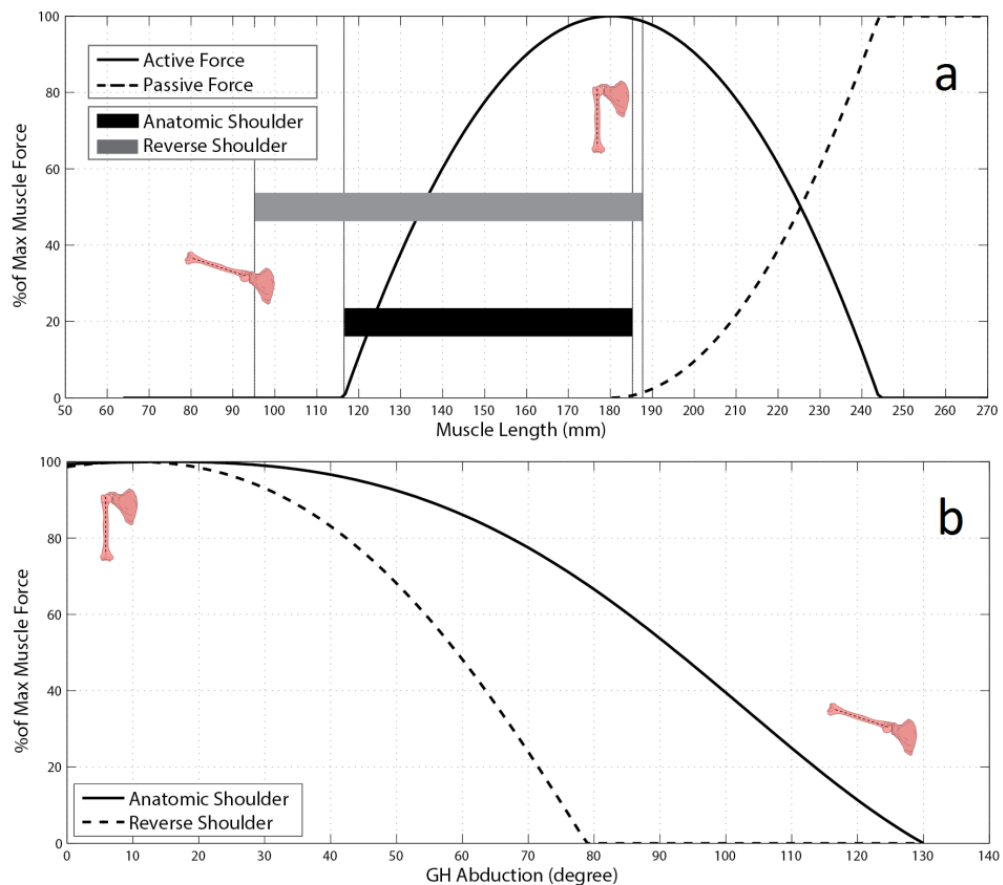 a
% of Max Muscle Force
100
80
60
40
20
0
Active Force
Passive Force
Anatomic Shoulder
Reverse Shoulder
50 60 70 80 90 100 110 120 130 140 150 160 170 180 190 200 210 220 230 240 250 260 270
Muscle Length (mm)
b
%of Max Muscle Force
100
80
60
40
20
0
Anatomic Shoulder
Reverse Shoulder
0 10 20 30 40 50 60 70 80 90 100 110 120 130 140
GH Abduction (degree)